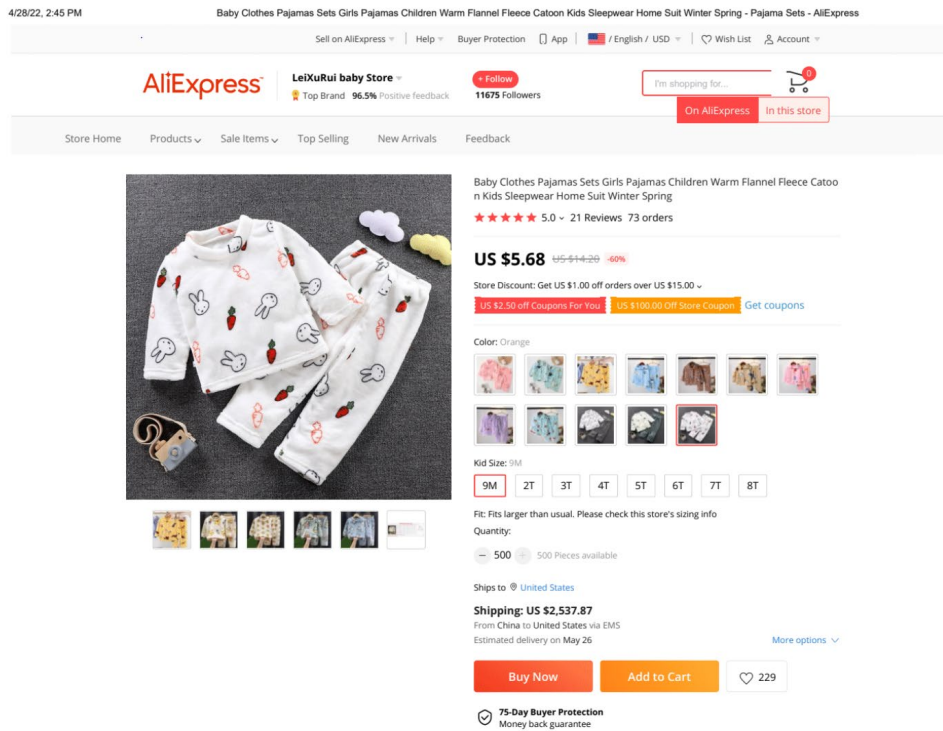 4/28/22, 2:45 PM
Baby Clothes Pajamas Sets Girls Pajamas Children Warm Flannel Fleece Catoon Kids Sleepwear Home Suit Winter Spring - Pajama Sets - AliExpress
Sell on AliExpress Help Buyer Protection App / English / USD Wish List Account
AliExpress
LeiXuRui baby Store
Top Brand 96.5% Positive feedback
+ Follow
11675 Followers
I'm shopping for...
0
On AliExpress In this store
Store Home Products Sale Items Top Selling New Arrivals Feedback
Baby Clothes Pajamas Sets Girls Pajamas Children Warm Flannel Fleece Catoo
n Kids Sleepwear Home Suit Winter Spring
5.0 21 Reviews 73 orders
US $5.68 US $14.20 -60%
Store Discount: Get US $1.00 off orders over US $15.00
US $2.50 off Coupons For You US $100.00 Off Store Coupon Get coupons
Color: Orange
Kid Size: 9M
9M 2T 3T 4T 5T 6T 7T 8T
Fit: Fits larger than usual. Please check this store's sizing info
Quantity:
− 500 + 500 Pieces available
Ships to United States
Shipping: US $2,537.87
From China to United States via EMS
Estimated delivery on May 26
More options
Buy Now Add to Cart 229
75-Day Buyer Protection
Money back guarantee